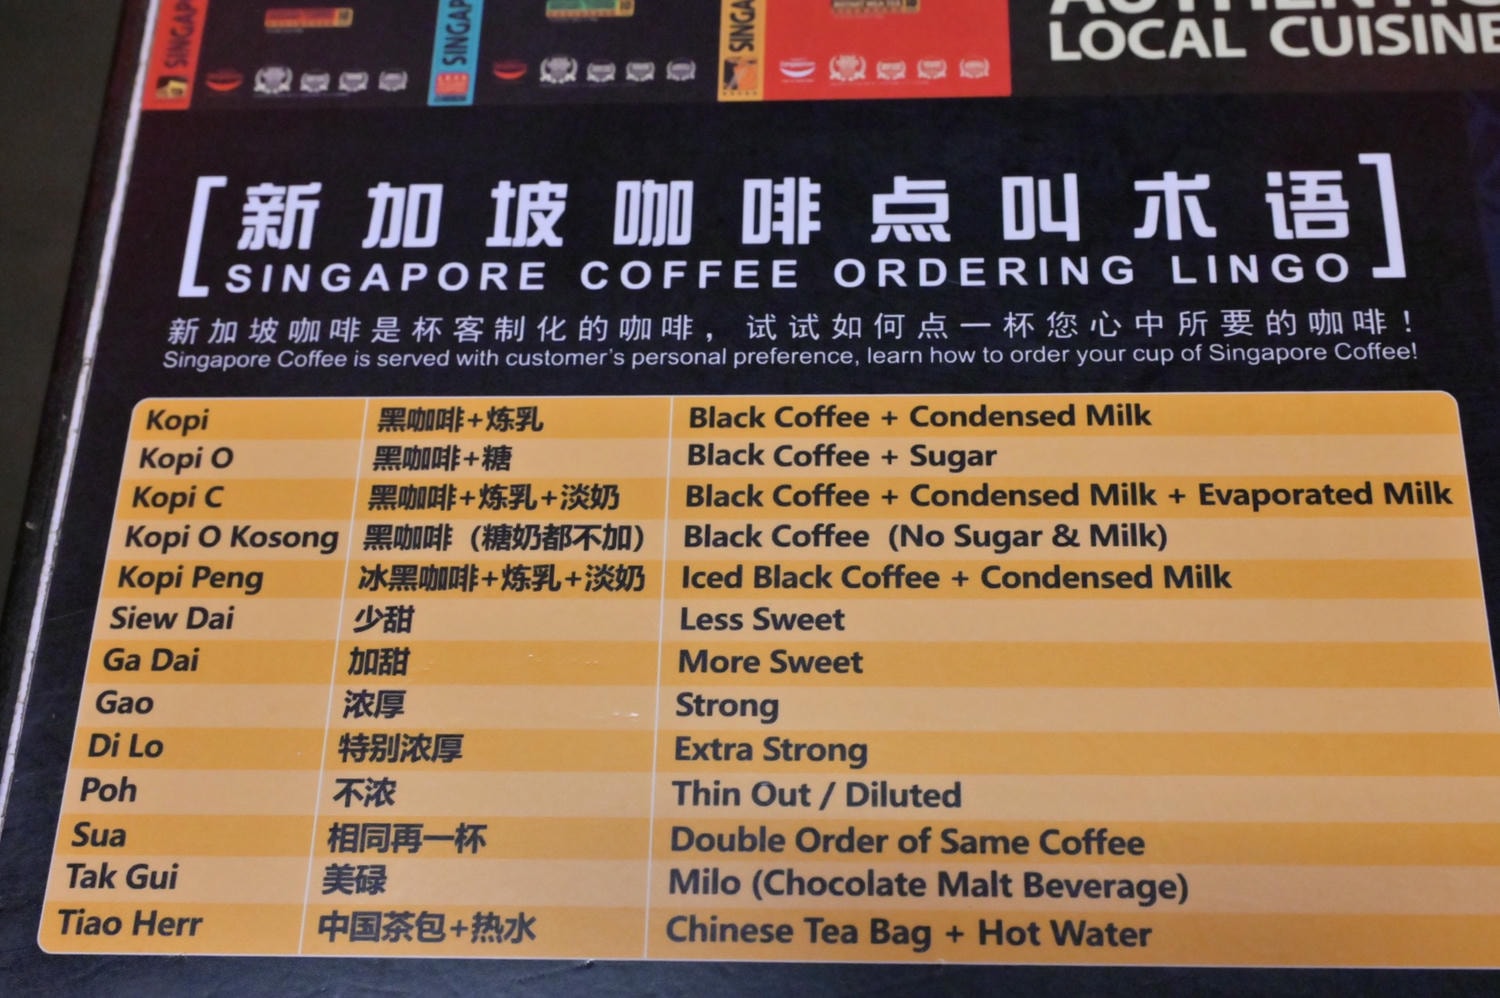 SINGAP
SINGAP
SINGA
LOCAL CUISINE
[新加坡咖啡点叫术语]
SINGAPORE COFFEE ORDERING LINGO
新加坡咖啡是杯客制化的咖啡，试试如何点一杯您心中所要的咖啡！
Singapore Coffee is served with customer's personal preference, learn how to order your cup of Singapore Coffee!
Kopi 黑咖啡+炼乳 Black Coffee + Condensed Milk
Kopi O 黑咖啡+糖 Black Coffee + Sugar
Kopi C 黑咖啡+炼乳+淡奶 Black Coffee + Condensed Milk + Evaporated Milk
Kopi O Kosong 黑咖啡（糖奶都不加） Black Coffee (No Sugar & Milk)
Kopi Peng 冰黑咖啡+炼乳+淡奶 Iced Black Coffee + Condensed Milk
Siew Dai 少甜 Less Sweet
Ga Dai 加甜 More Sweet
Gao 浓厚 Strong
Di Lo 特别浓厚 Extra Strong
Poh 不浓 Thin Out / Diluted
Sua 相同再一杯 Double Order of Same Coffee
Tak Gui 美碌 Milo (Chocolate Malt Beverage)
Tiao Herr 中国茶包+热水 Chinese Tea Bag + Hot Water